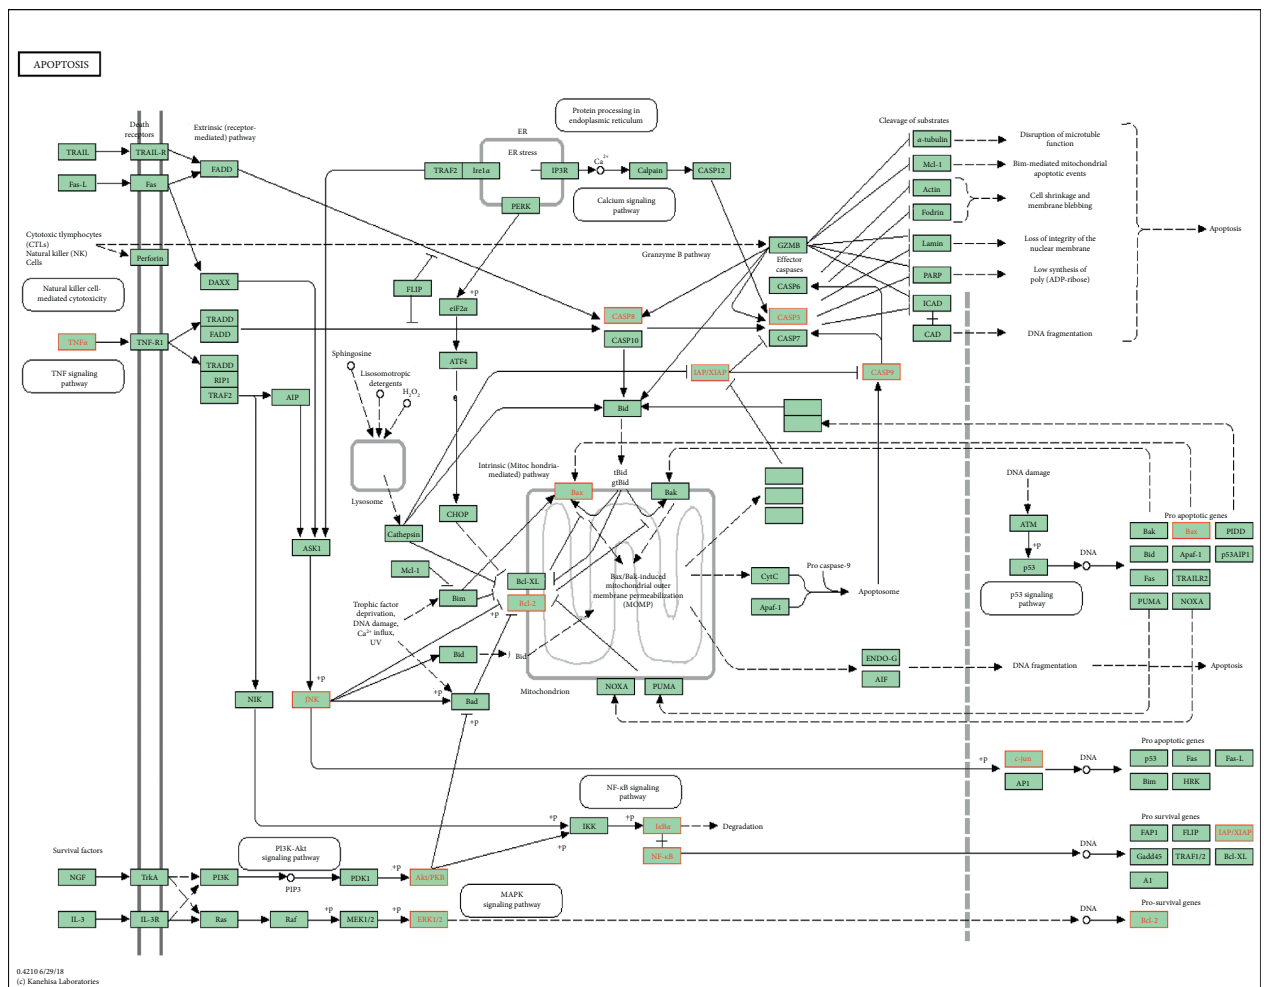 APOPTOSIS
Protein processing in
endoplasmic reticulum
Death
receptors
Extrinsic (receptor-
mediated) pathway
ER
Cleavage of substrates
TRAIL
TRAIL-R
FADD
Fas-L
Fas
TRAF2
Ire1α
ER stress
IP3R
Ca2+
Calpain
CASP12
PERK
Calcium signaling
pathway
α-tubulin
Disruption of microtuble
function
Mcl-1
Bim-mediated mitochondrial
apoptotic events
Actin
Fodrin
Cell shrinkage and
membrane blebbing
Cytotoxic tlymphocytes
(CTLs)
Natural killer (NK)
Cells
Perforin
Granzyme B pathway
GZMB
Effector
caspases
Lamin
Loss of integrity of the
nuclear membrane
Apoptosis
DAXX
FLIP
CASP6
PARP
Low synthesis of
poly (ADP-ribose)
Natural killer cell-
mediated cytotoxicity
+p
eiF2α
CASP8
CASP3
ICAD
TNFα
TNF-R1
TRADD
FADD
CASP10
CASP7
CAD
DNA fragmentation
TNF signaling
pathway
TRADD
RIP1
TRAF2
AIP
Sphingosine
Lisosomotropic
detergents
H2O2
ATF4
IAP/XIAP
CASP9
Bid
Lysosome
Intrinsic (Mitoc hondria-
mediated) pathway
tBid
gtBid
Bax
Bak
DNA damage
CHOP
Cathepsin
ASK1
ATM
+p
p53
DNA
Pro apoptotic genes
Bak
Bax
PIDD
Bid
Apaf-1
p53AIP1
Fas
TRAILR2
PUMA
NOXA
p53 signaling
pathway
Mcl-1
Bim
Bcl-XL
Bcl-2
+p
Bax/Bak-induced
mitochondrial outer
membrane permeabilization
(MOMP)
CytC
Apaf-1
Pro caspase-9
Apoptosome
Trophic factor
deprivation,
DNA damage,
Ca2+ influx,
UV
Bid
Bid
ENDO-G
AIF
DNA fragmentation
Apoptosis
NIK
+p
JNK
+p
Bad
+p
Mitochondrion
NOXA
PUMA
+p
c-jun
AP1
DNA
Pro apoptotic genes
p53
Fas
Fas-L
Bim
HRK
NF-κB signaling
pathway
+p
IKK
+p
+p
IκBα
Degradation
NF-κB
DNA
Pro survival genes
FAP1
FLIP
IAP/XIAP
Gadd45
TRAF1/2
Bcl-XL
A1
Survival factors
PI3K-Akt
signaling pathway
NGF
TrkA
PI3K
PIP3
PDK1
+p
Akt/PKB
MAPK
signaling pathway
IL-3
IL-3R
Ras
Raf
+p
MEK1/2
+p
ERK1/2
DNA
Pro-survival genes
Bcl-2
0.4210 6/29/18
(c) Kanehisa Laboratories